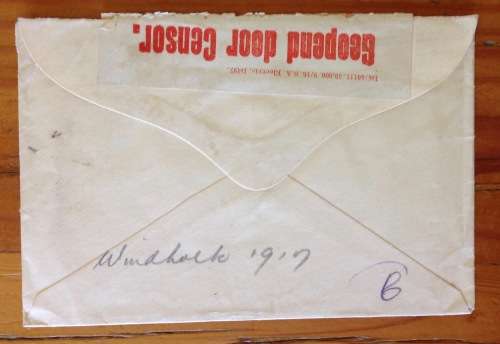 Geopend door Censor.
Windhoek 1917
6